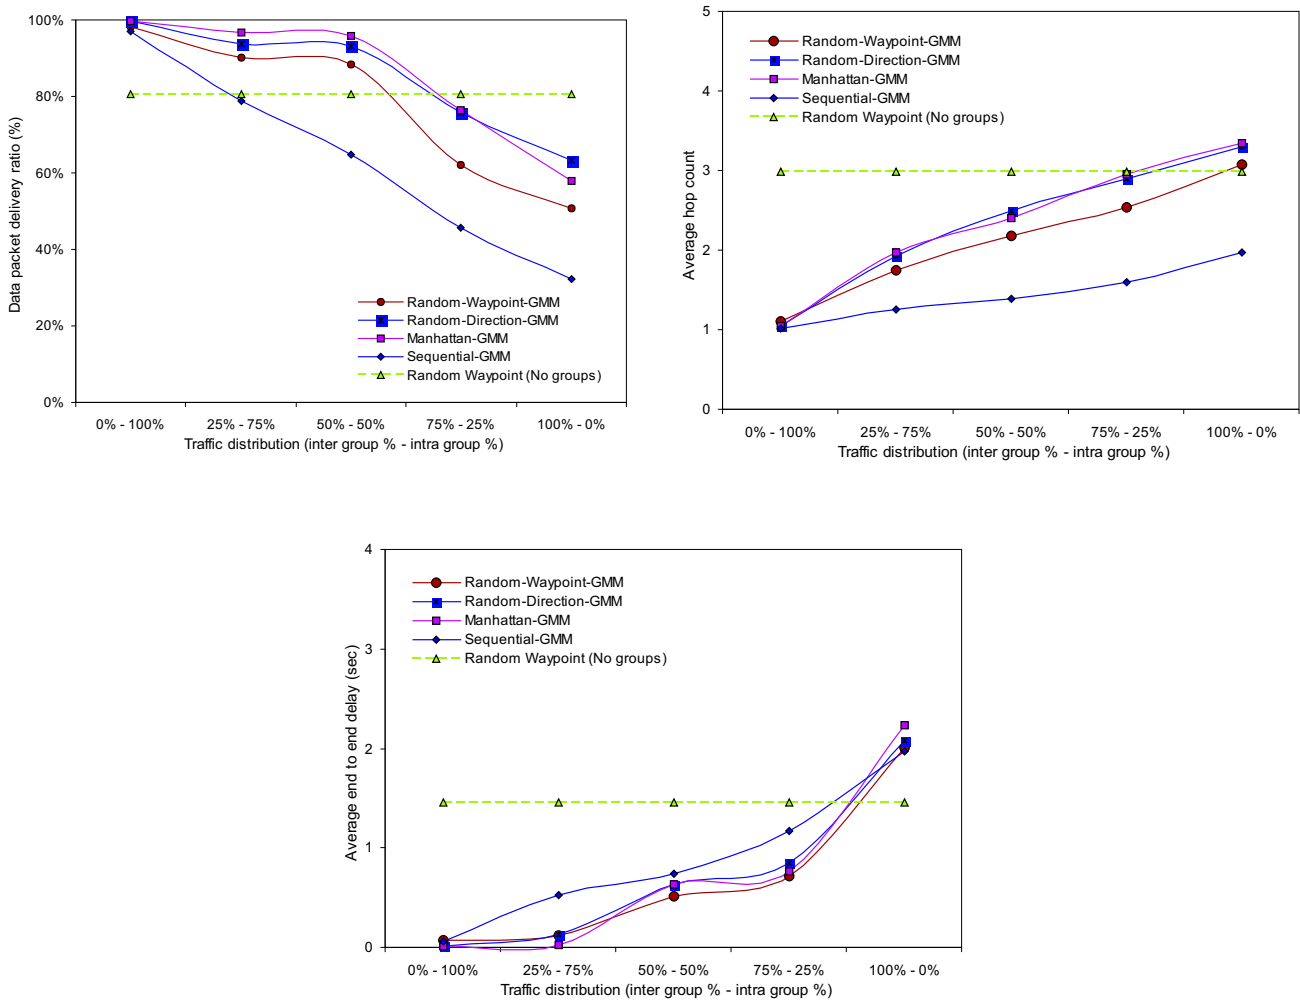 100%
80%
60%
40%
20%
0%
Data packet delivery ratio (%)
Random-Waypoint-GMM
Random-Direction-GMM
Manhattan-GMM
Sequential-GMM
Random Waypoint (No groups)
0% - 100%
25% - 75%
50% - 50%
75% - 25%
100% - 0%
Traffic distribution (inter group % - intra group %)
5
4
3
2
1
0
Average hop count
Random-Waypoint-GMM
Random-Direction-GMM
Manhattan-GMM
Sequential-GMM
Random Waypoint (No groups)
0% - 100%
25% - 75%
50% - 50%
75% - 25%
100% - 0%
Traffic distribution (inter group % - intra group %)
4
3
2
1
0
Average end to end delay (sec)
Random-Waypoint-GMM
Random-Direction-GMM
Manhattan-GMM
Sequential-GMM
Random Waypoint (No groups)
0% - 100%
25% - 75%
50% - 50%
75% - 25%
100% - 0%
Traffic distribution (inter group % - intra group %)